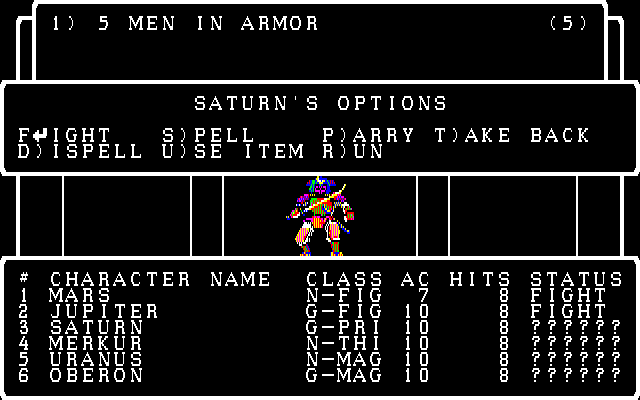 1) 5 MEN IN ARMOR (5)
SATURN'S OPTIONS
F↵IGHT S)PELL P)ARRY T)AKE BACK
D)ISPELL U)SE ITEM R)UN
# CHARACTER NAME CLASS AC HITS STATUS
1 MARS N-FIG 7 8 FIGHT
2 JUPITER G-FIG 10 8 FIGHT
3 SATURN G-PRI 10 8 ??????
4 MERKUR N-THI 10 8 ??????
5 URANUS N-MAG 10 8 ??????
6 OBERON G-MAG 10 8 ??????